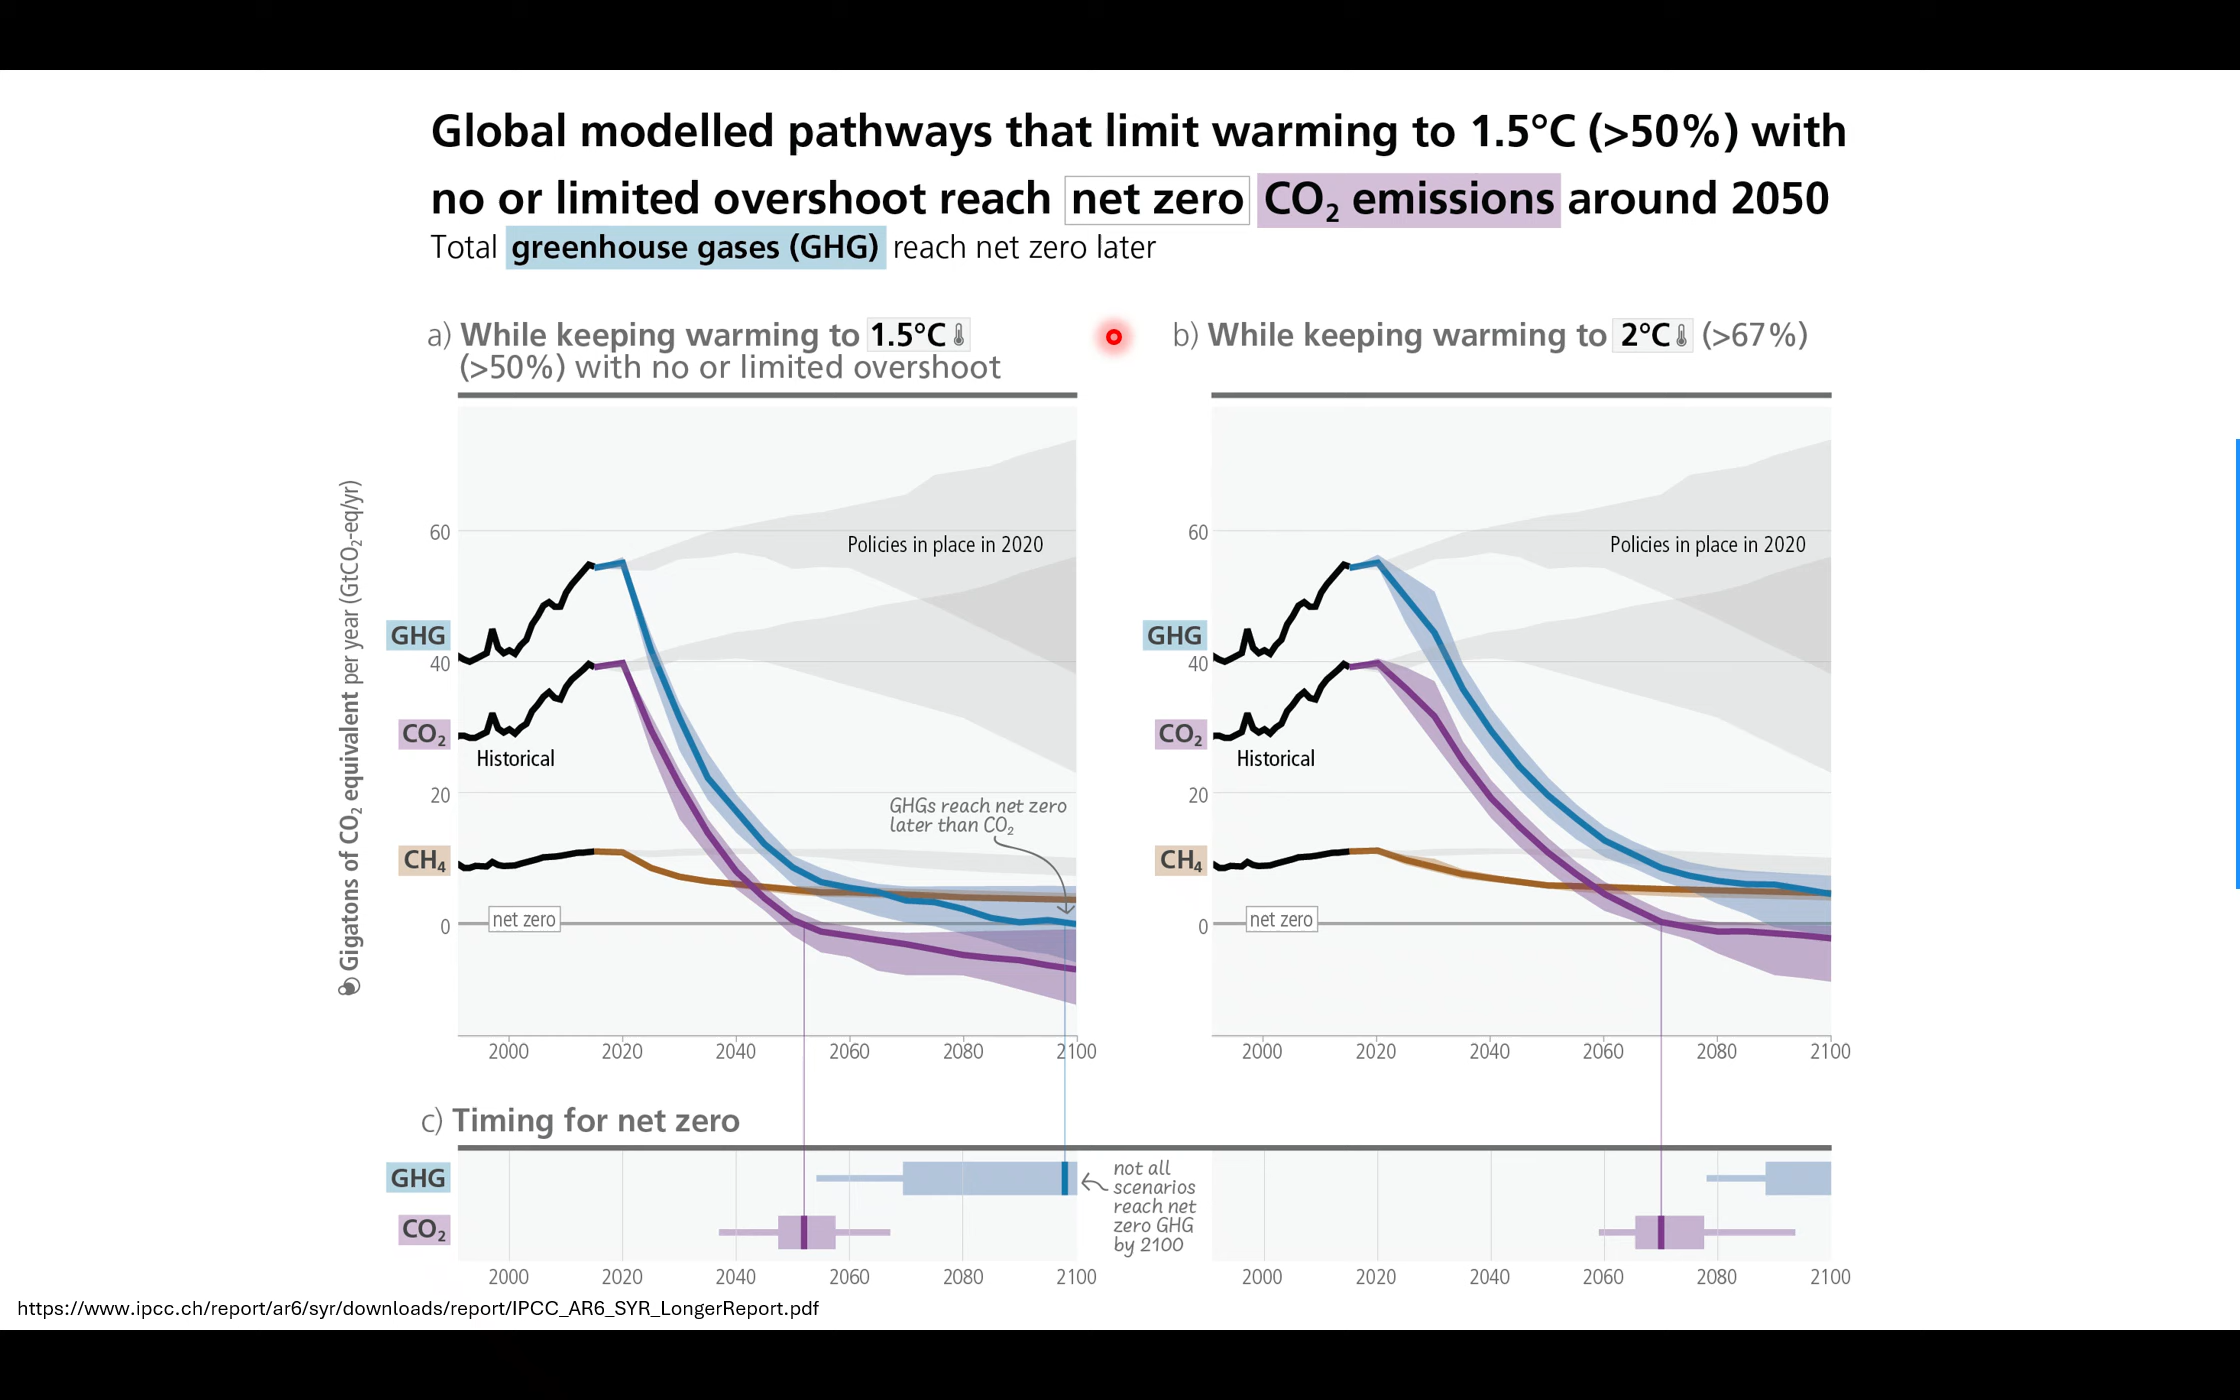 Global modelled pathways that limit warming to 1.5°C (>50%) with
no or limited overshoot reach net zero CO₂ emissions around 2050
Total greenhouse gases (GHG) reach net zero later
a) While keeping warming to 1.5°C
(>50%) with no or limited overshoot
b) While keeping warming to 2°C (>67%)
Gigatons of CO₂ equivalent per year (GtCO₂-eq/yr)
60
GHG
40
CO₂
20
CH₄
0
Policies in place in 2020
Historical
GHGs reach net zero
later than CO₂
net zero
2000 2020 2040 2060 2080 2100
60
GHG
40
CO₂
20
CH₄
0
Policies in place in 2020
Historical
net zero
2000 2020 2040 2060 2080 2100
c) Timing for net zero
GHG
CO₂
not all
scenarios
reach net
zero GHG
by 2100
2000 2020 2040 2060 2080 2100
2000 2020 2040 2060 2080 2100
https://www.ipcc.ch/report/ar6/syr/downloads/report/IPCC_AR6_SYR_LongerReport.pdf